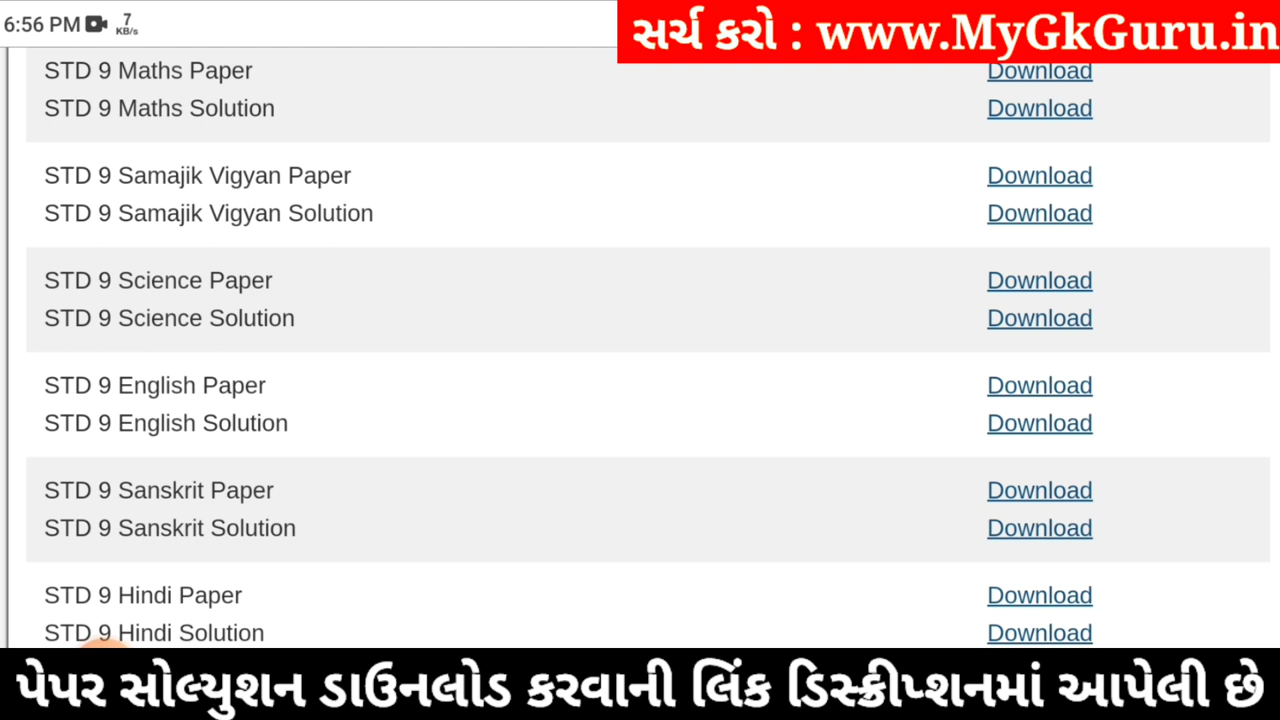 6:56 PM 7 KB/s
સર્ચ કરો : www.MyGkGuru.in
STD 9 Maths Paper Download
STD 9 Maths Solution Download
STD 9 Samajik Vigyan Paper Download
STD 9 Samajik Vigyan Solution Download
STD 9 Science Paper Download
STD 9 Science Solution Download
STD 9 English Paper Download
STD 9 English Solution Download
STD 9 Sanskrit Paper Download
STD 9 Sanskrit Solution Download
STD 9 Hindi Paper Download
STD 9 Hindi Solution Download
પેપર સોલ્યુશન ડાઉનલોડ કરવાની લિંક ડિસ્ક્રીપ્શનમાં આપેલી છે